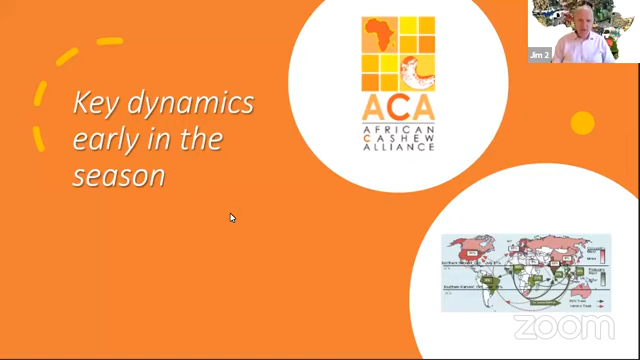 Key dynamics
early in the
season
ACA
AFRICAN
CASHEW
ALLIANCE
Jim 2
zoom